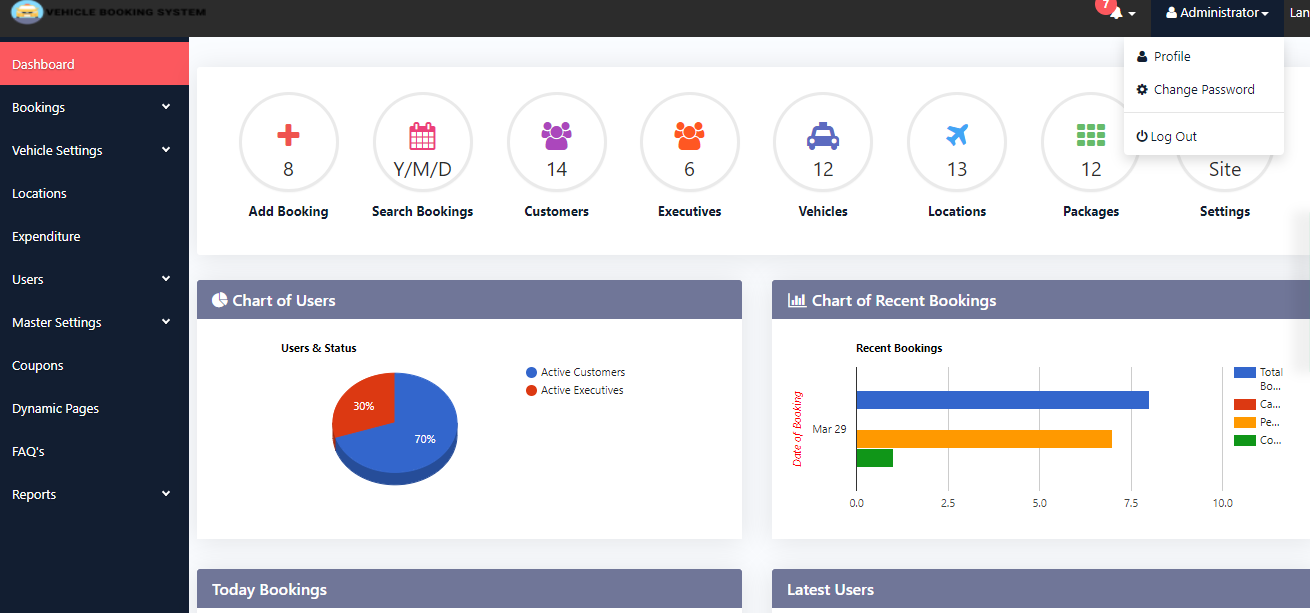 VEHICLE BOOKING SYSTEM
7
Administrator
Lan
Profile
Change Password
Log Out
Dashboard
Bookings
Vehicle Settings
Locations
Expenditure
Users
Master Settings
Coupons
Dynamic Pages
FAQ's
Reports
8
Add Booking
Y/M/D
Search Bookings
14
Customers
6
Executives
12
Vehicles
13
Locations
12
Packages
Site
Settings
Chart of Users
Users & Status
Active Customers
Active Executives
30%
70%
Chart of Recent Bookings
Recent Bookings
Date of Booking
Mar 29
0.0
2.5
5.0
7.5
10.0
Total
Bo...
Ca...
Pe...
Co...
Today Bookings
Latest Users